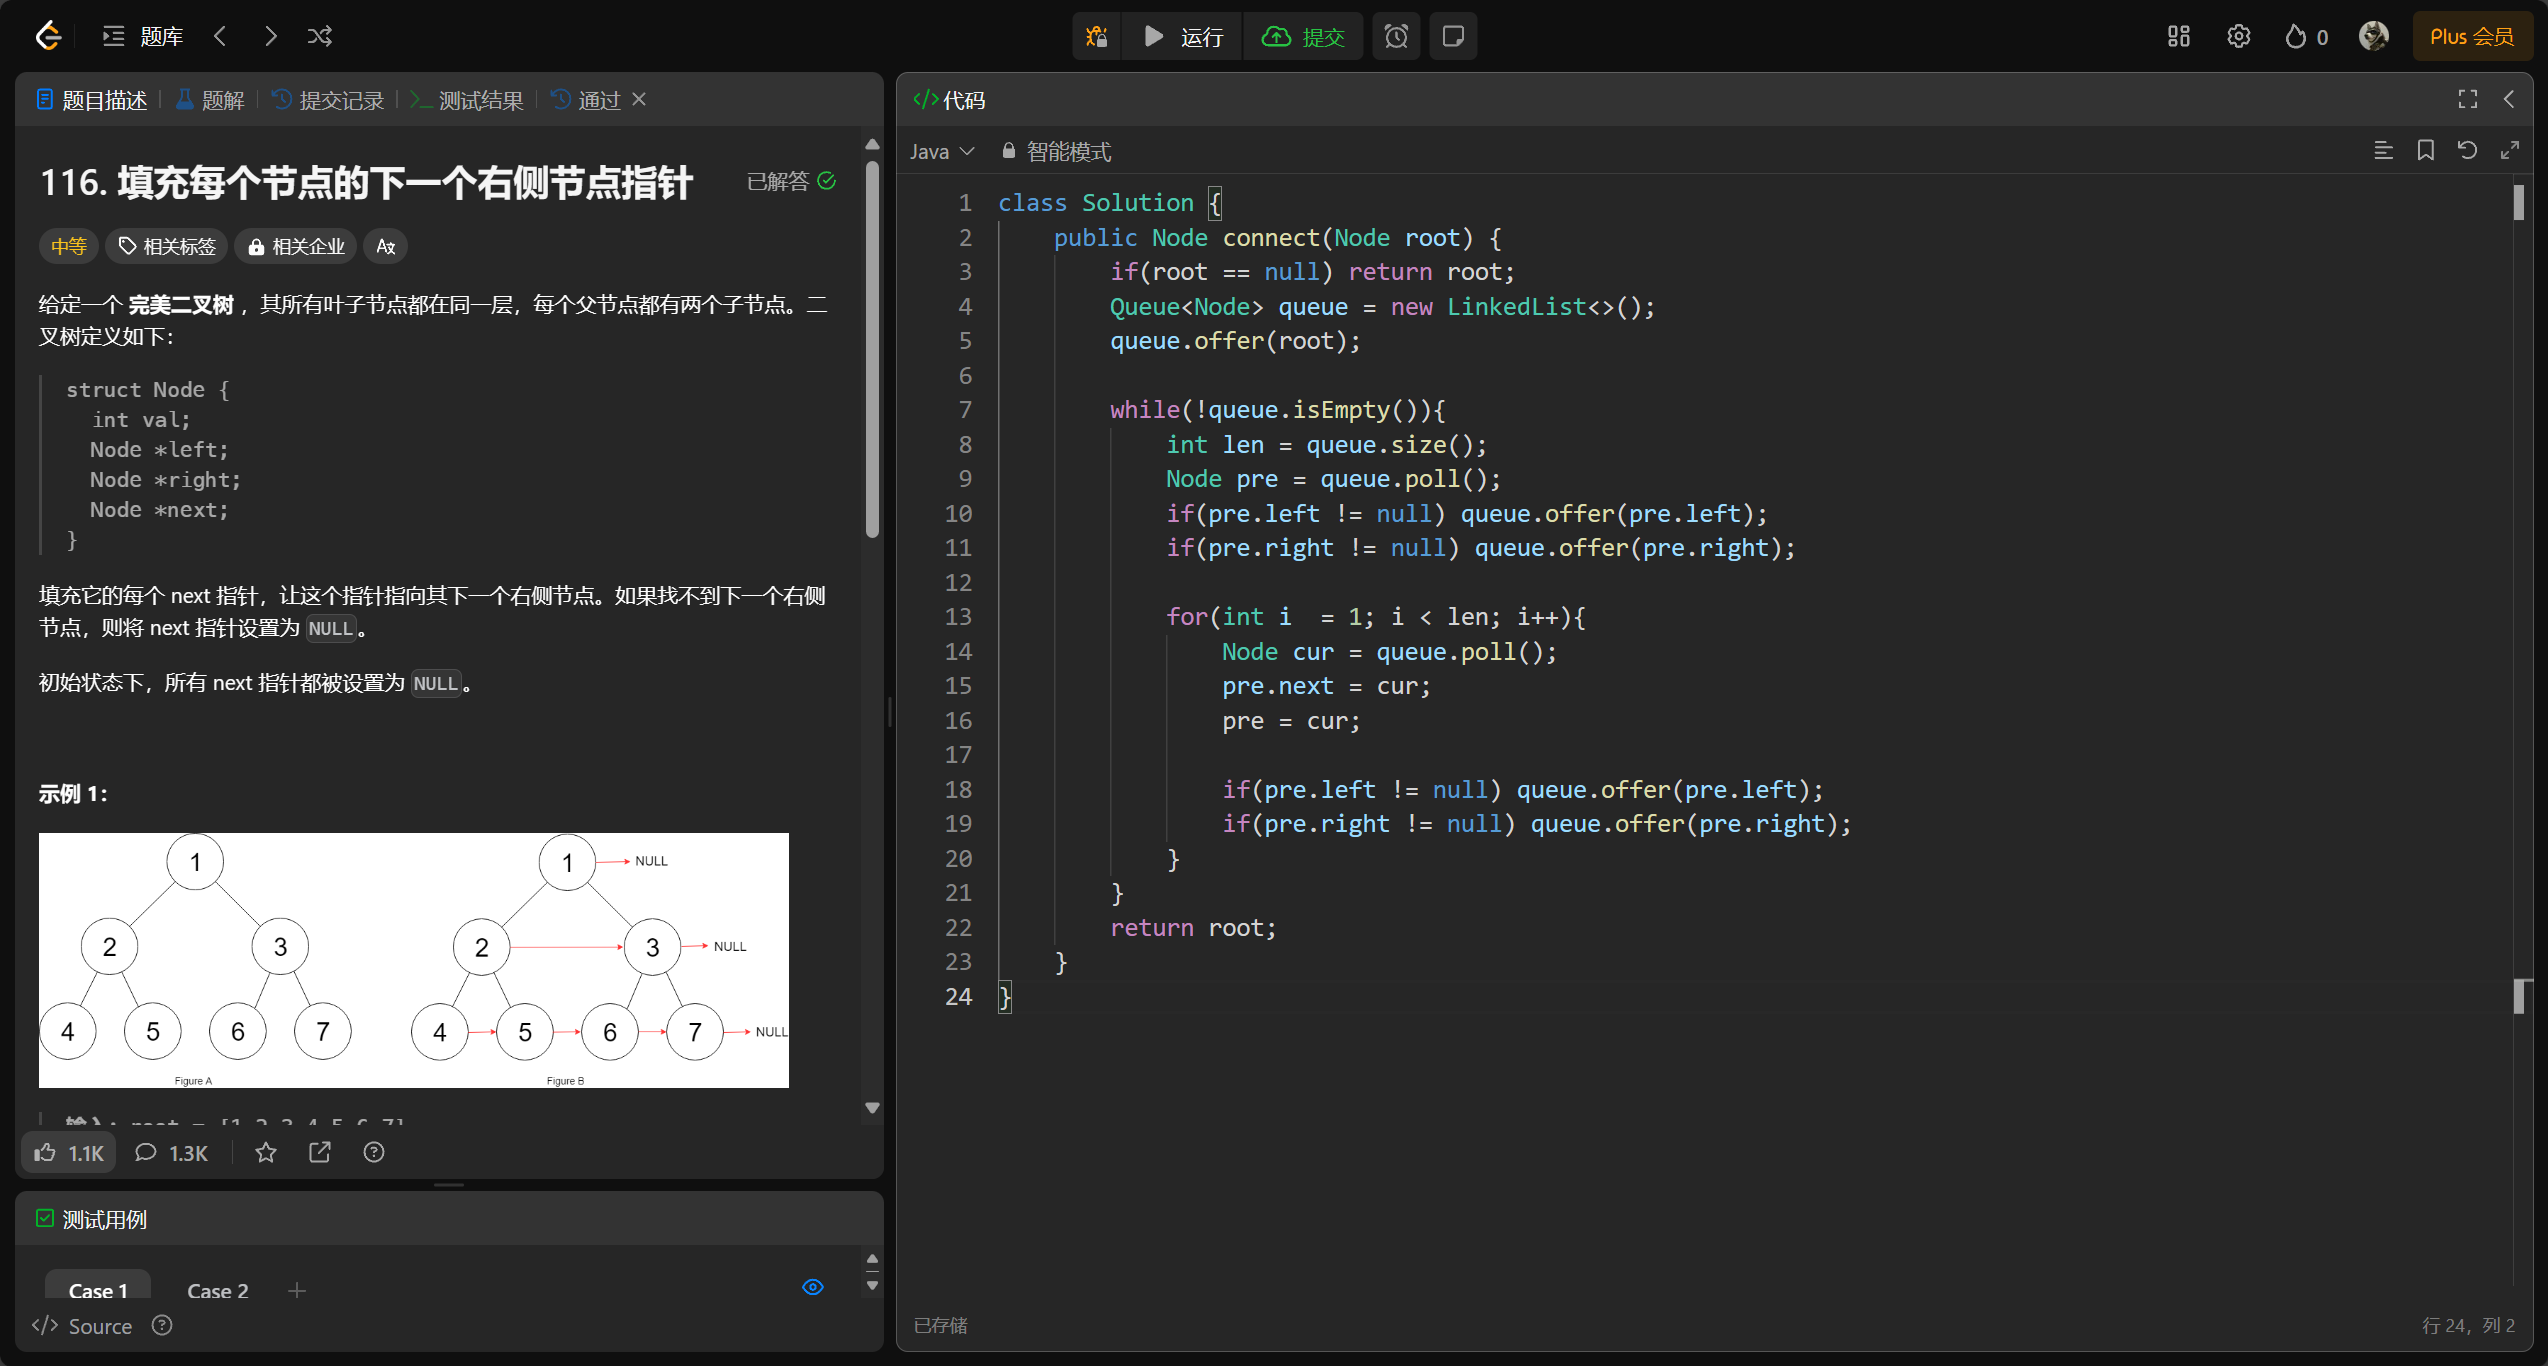 题库
运行
提交
0
Plus 会员
题目描述 题解 提交记录 测试结果 通过
116. 填充每个节点的下一个右侧节点指针
已解答
中等 相关标签 相关企业
给定一个 完美二叉树 ，其所有叶子节点都在同一层，每个父节点都有两个子节点。二
叉树定义如下：
struct Node {
  int val;
  Node *left;
  Node *right;
  Node *next;
}
填充它的每个 next 指针，让这个指针指向其下一个右侧节点。如果找不到下一个右侧
节点，则将 next 指针设置为 NULL。
初始状态下，所有 next 指针都被设置为 NULL。
示例 1：
1 1 NULL
2 3 2 3 NULL
4 5 6 7 4 5 6 7 NULL
Figure A Figure B
输入：root = [1,2,3,4,5,6,7]
1.1K 1.3K
测试用例
Case 1 Case 2
Source
代码
Java 智能模式
1 class Solution {
2     public Node connect(Node root) {
3         if(root == null) return root;
4         Queue<Node> queue = new LinkedList<>();
5         queue.offer(root);
6
7         while(!queue.isEmpty()){
8             int len = queue.size();
9             Node pre = queue.poll();
10             if(pre.left != null) queue.offer(pre.left);
11             if(pre.right != null) queue.offer(pre.right);
12
13             for(int i  = 1; i < len; i++){
14                 Node cur = queue.poll();
15                 pre.next = cur;
16                 pre = cur;
17
18                 if(pre.left != null) queue.offer(pre.left);
19                 if(pre.right != null) queue.offer(pre.right);
20             }
21         }
22         return root;
23     }
24 }
已存储
行 24，列 2